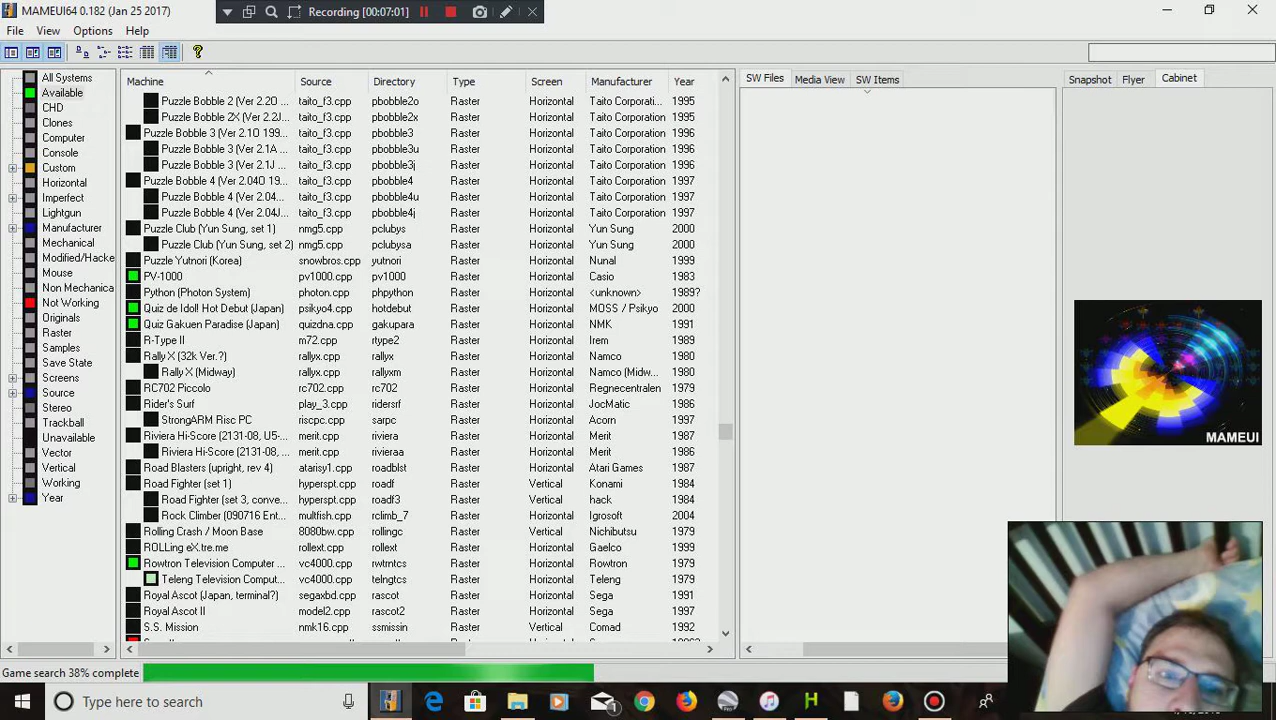 MAMEUI64 0.182 (Jan 25 2017)
Recording [00:07:01]
File View Options Help
All Systems
Available
CHD
Clones
Computer
Console
Custom
Horizontal
Imperfect
Lightgun
Manufacturer
Mechanical
Modified/Hacke
Mouse
Non Mechanica
Not Working
Originals
Raster
Samples
Save State
Screens
Source
Stereo
Trackball
Unavailable
Vector
Vertical
Working
Year
Machine Source Directory Type Screen Manufacturer Year
Puzzle Bobble 2 (Ver 2.2O ... taito_f3.cpp pbobble2o Raster Horizontal Taito Corporati... 1995
Puzzle Bobble 2X (Ver 2.2J ... taito_f3.cpp pbobble2x Raster Horizontal Taito Corporation 1995
Puzzle Bobble 3 (Ver 2.1O 199... taito_f3.cpp pbobble3 Raster Horizontal Taito Corporation 1996
Puzzle Bobble 3 (Ver 2.1A ... taito_f3.cpp pbobble3u Raster Horizontal Taito Corporation 1996
Puzzle Bobble 3 (Ver 2.1J ... taito_f3.cpp pbobble3j Raster Horizontal Taito Corporation 1996
Puzzle Bobble 4 (Ver 2.04O 19... taito_f3.cpp pbobble4 Raster Horizontal Taito Corporation 1997
Puzzle Bobble 4 (Ver 2.04... taito_f3.cpp pbobble4u Raster Horizontal Taito Corporation 1997
Puzzle Bobble 4 (Ver 2.04J... taito_f3.cpp pbobble4j Raster Horizontal Taito Corporation 1997
Puzzle Club (Yun Sung, set 1) nmg5.cpp pclubys Raster Horizontal Yun Sung 2000
Puzzle Club (Yun Sung, set 2) nmg5.cpp pclubysa Raster Horizontal Yun Sung 2000
Puzzle Yutnori (Korea) snowbros.cpp yutnori Raster Horizontal Nunal 1999
PV-1000 pv1000.cpp pv1000 Raster Horizontal Casio 1983
Python (Photon System) photon.cpp phpython Raster Horizontal <unknown> 1989?
Quiz de Idol! Hot Debut (Japan) psikyo4.cpp hotdebut Raster Horizontal MOSS / Psikyo 2000
Quiz Gakuen Paradise (Japan) quizdna.cpp gakupara Raster Horizontal NMK 1991
R-Type II m72.cpp rtype2 Raster Horizontal Irem 1989
Rally X (32k Ver.?) rallyx.cpp rallyx Raster Horizontal Namco 1980
Rally X (Midway) rallyx.cpp rallyxm Raster Horizontal Namco (Midw... 1980
RC702 Piccolo rc702.cpp rc702 Raster Horizontal Regnecentralen 1979
Rider's Surf play_3.cpp ridersrf Raster Horizontal JocMatic 1986
StrongARM Risc PC riscpc.cpp sarpc Raster Horizontal Acorn 1997
Riviera Hi-Score (2131-08, U5-... merit.cpp riviera Raster Horizontal Merit 1987
Riviera Hi-Score (2131-08, ... merit.cpp rivieraa Raster Horizontal Merit 1986
Road Blasters (upright, rev 4) atarisy1.cpp roadblst Raster Horizontal Atari Games 1987
Road Fighter (set 1) hyperspt.cpp roadf Raster Vertical Konami 1984
Road Fighter (set 3, conve... hyperspt.cpp roadf3 Raster Vertical hack 1984
Rock Climber (090716 Ent... multfish.cpp rclimb_7 Raster Horizontal Igrosoft 2004
Rolling Crash / Moon Base 8080bw.cpp rollingc Raster Vertical Nichibutsu 1979
ROLLing eX.tre.me rollext.cpp rollext Raster Horizontal Gaelco 1999
Rowtron Television Computer ... vc4000.cpp rwtrntcs Raster Horizontal Rowtron 1979
Teleng Television Comput... vc4000.cpp telngtcs Raster Horizontal Teleng 1979
Royal Ascot (Japan, terminal?) segaxbd.cpp rascot Raster Horizontal Sega 1991
Royal Ascot II model2.cpp rascot2 Raster Horizontal Sega 1997
S.S. Mission nmk16.cpp ssmissin Raster Vertical Comad 1992
SW Files Media View SW Items
Snapshot Flyer Cabinet
MAMEUI
Game search 38% complete
Type here to search
1